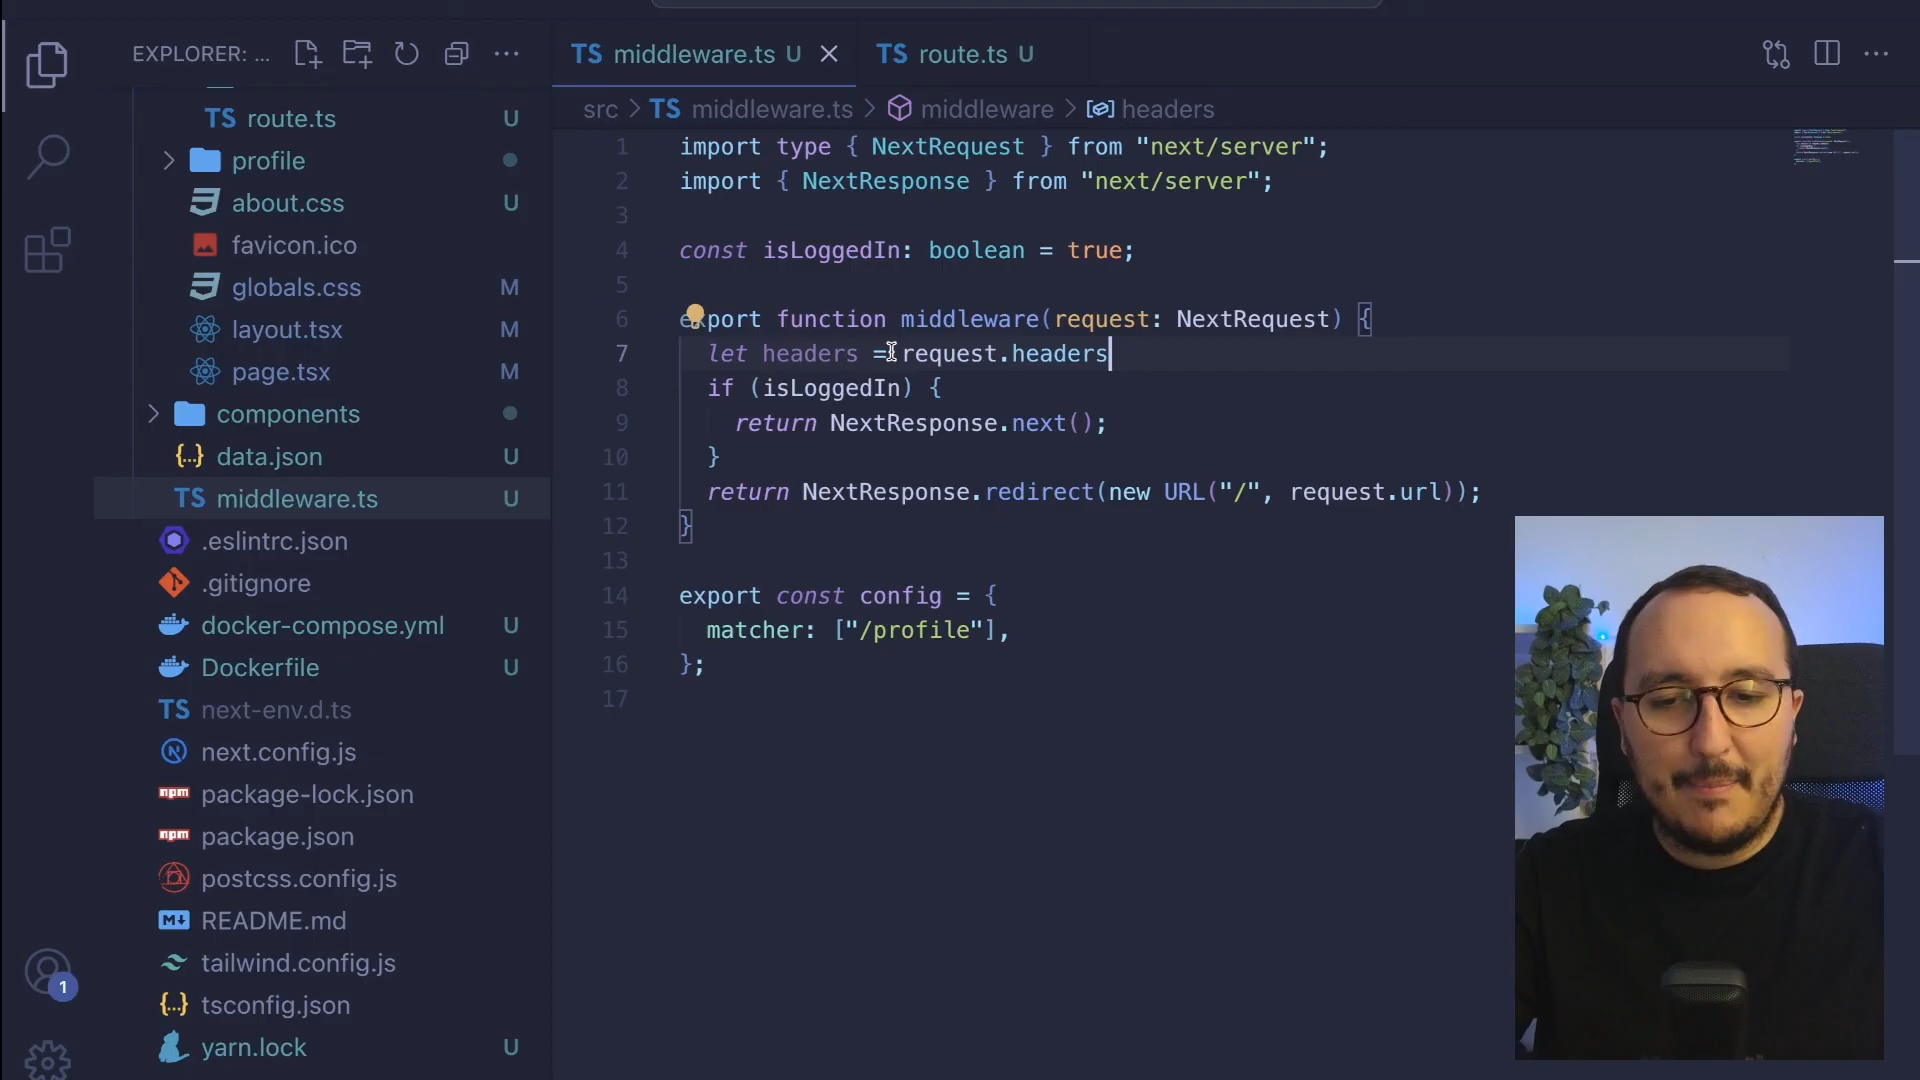 EXPLORER: ...
TS route.ts U
profile
about.css U
favicon.ico
globals.css M
layout.tsx M
page.tsx M
components
{..} data.json U
TS middleware.ts U
.eslintrc.json
.gitignore
docker-compose.yml U
Dockerfile U
TS next-env.d.ts
next.config.js
npm package-lock.json
npm package.json
postcss.config.js
M↓ README.md
tailwind.config.js
{..} tsconfig.json
yarn.lock U
1
TS middleware.ts U
TS route.ts U
src > TS middleware.ts > middleware > headers
1 import type { NextRequest } from "next/server";
2 import { NextResponse } from "next/server";
3
4 const isLoggedIn: boolean = true;
5
6 export function middleware(request: NextRequest) {
7 let headers = request.headers
8 if (isLoggedIn) {
9 return NextResponse.next();
10 }
11 return NextResponse.redirect(new URL("/", request.url));
12 }
13
14 export const config = {
15 matcher: ["/profile"],
16 };
17